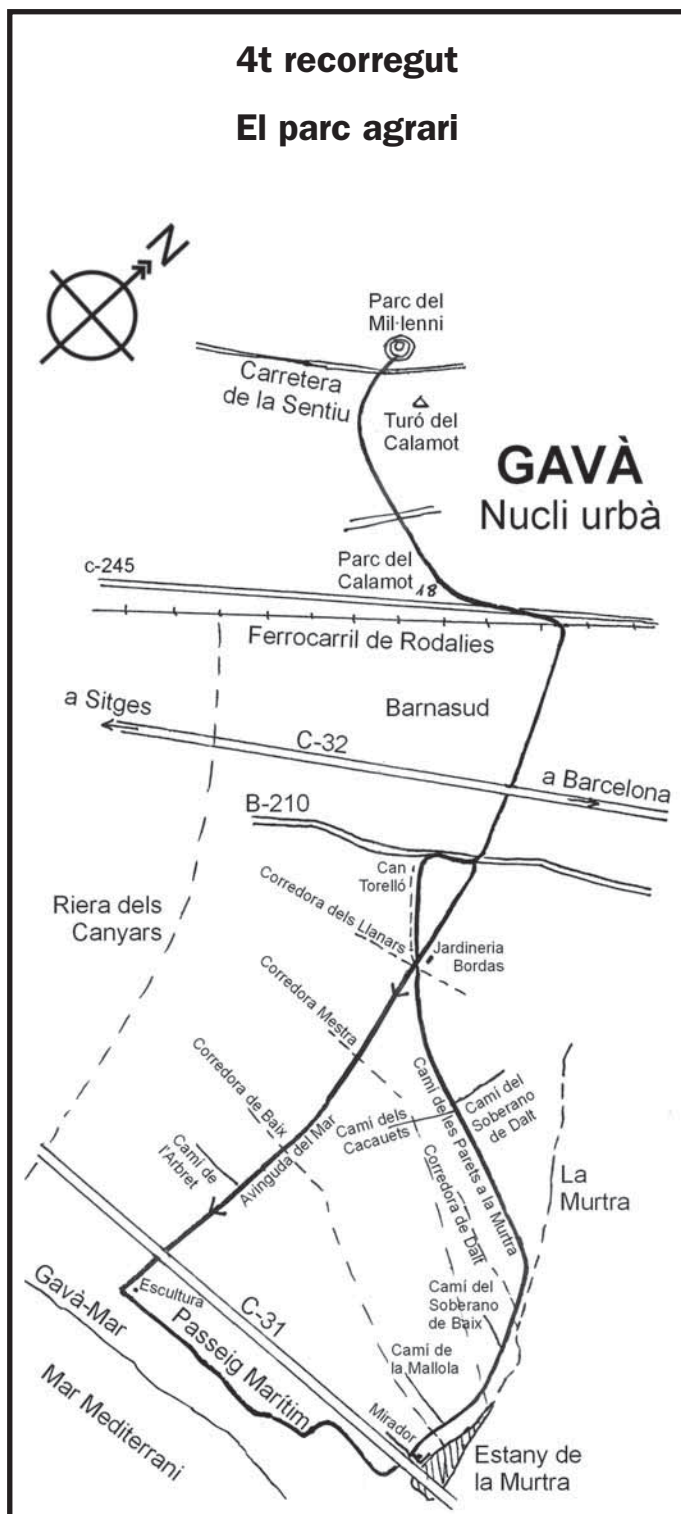 4t recorregut
El parc agrari
N
Parc del
Mil·lenni
Carretera
de la Sentiu
Turó del
Calamot
GAVÀ
Nucli urbà
Parc del
Calamot
18
c-245
Ferrocarril de Rodalies
a Sitges
Barnasud
C-32
a Barcelona
B-210
Can
Torelló
Riera dels
Canyars
Corredora dels Llanars
Jardineria
Bordas
Corredora Mestra
Corredora de Baix
Camí de
l'Arbret
Avinguda del Mar
Camí dels
Cacauets
Camí de les Parets a la Murtra
Camí del
Soberano
de Dalt
Corredora de Dalt
La
Murtra
Camí del
Soberano
de Baix
Camí de
la Mallola
Escultura
C-31
Gavà-Mar
Passeig Marítim
Mar Mediterrani
Mirador
Estany de
la Murtra